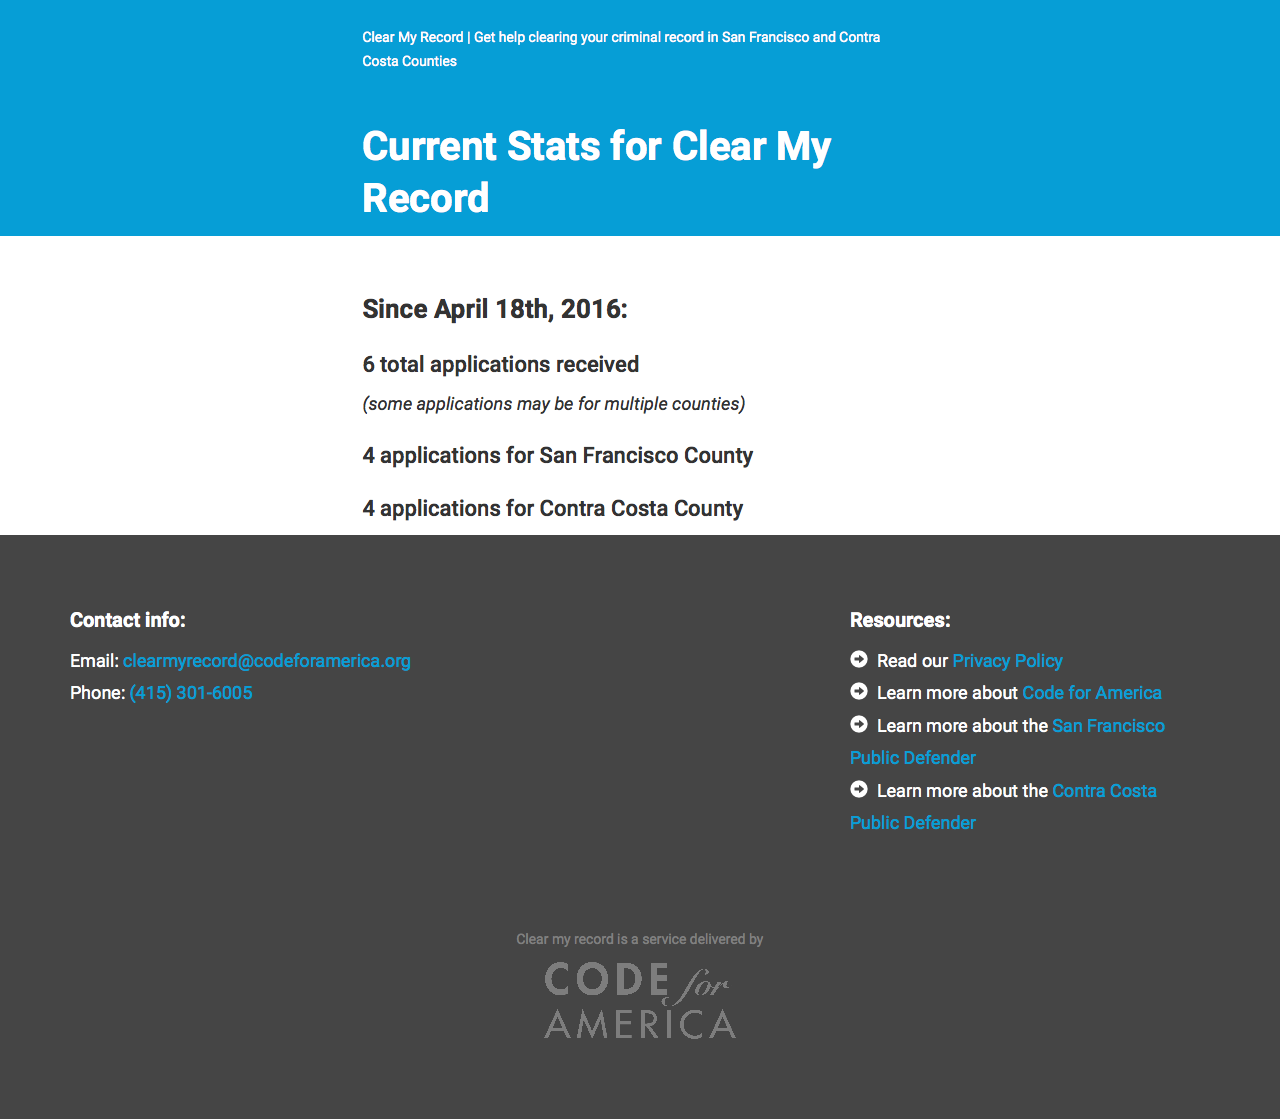 Clear My Record | Get help clearing your criminal record in San Francisco and Contra
Costa Counties
Current Stats for Clear My
Record
Since April 18th, 2016:
6 total applications received
(some applications may be for multiple counties)
4 applications for San Francisco County
4 applications for Contra Costa County
Contact info:
Email: clearmyrecord@codeforamerica.org
Phone: (415) 301-6005
Resources:
Read our Privacy Policy
Learn more about Code for America
Learn more about the San Francisco
Public Defender
Learn more about the Contra Costa
Public Defender
Clear my record is a service delivered by
CODE for
AMERICA